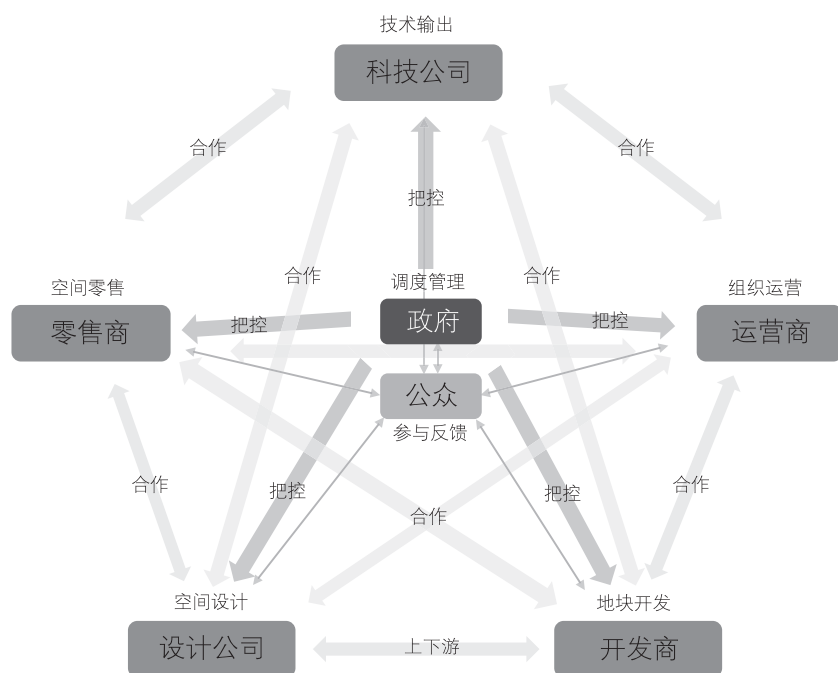 技术输出
科技公司
合作
合作
把控
合作
合作
空间零售
调度管理
组织运营
零售商
把控
政府
把控
运营商
公众
参与反馈
合作
把控
合作
把控
合作
空间设计
地块开发
设计公司
上下游
开发商